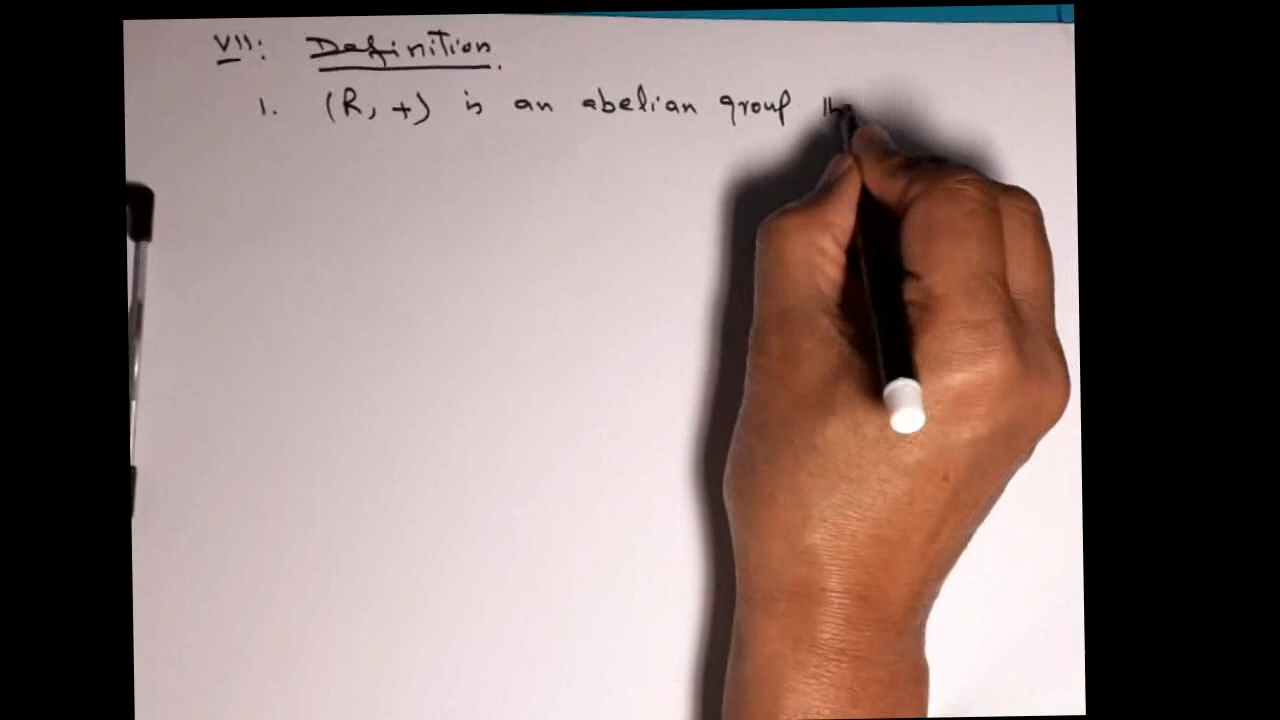 VII: Definition.
1. (R, +) is an abelian group